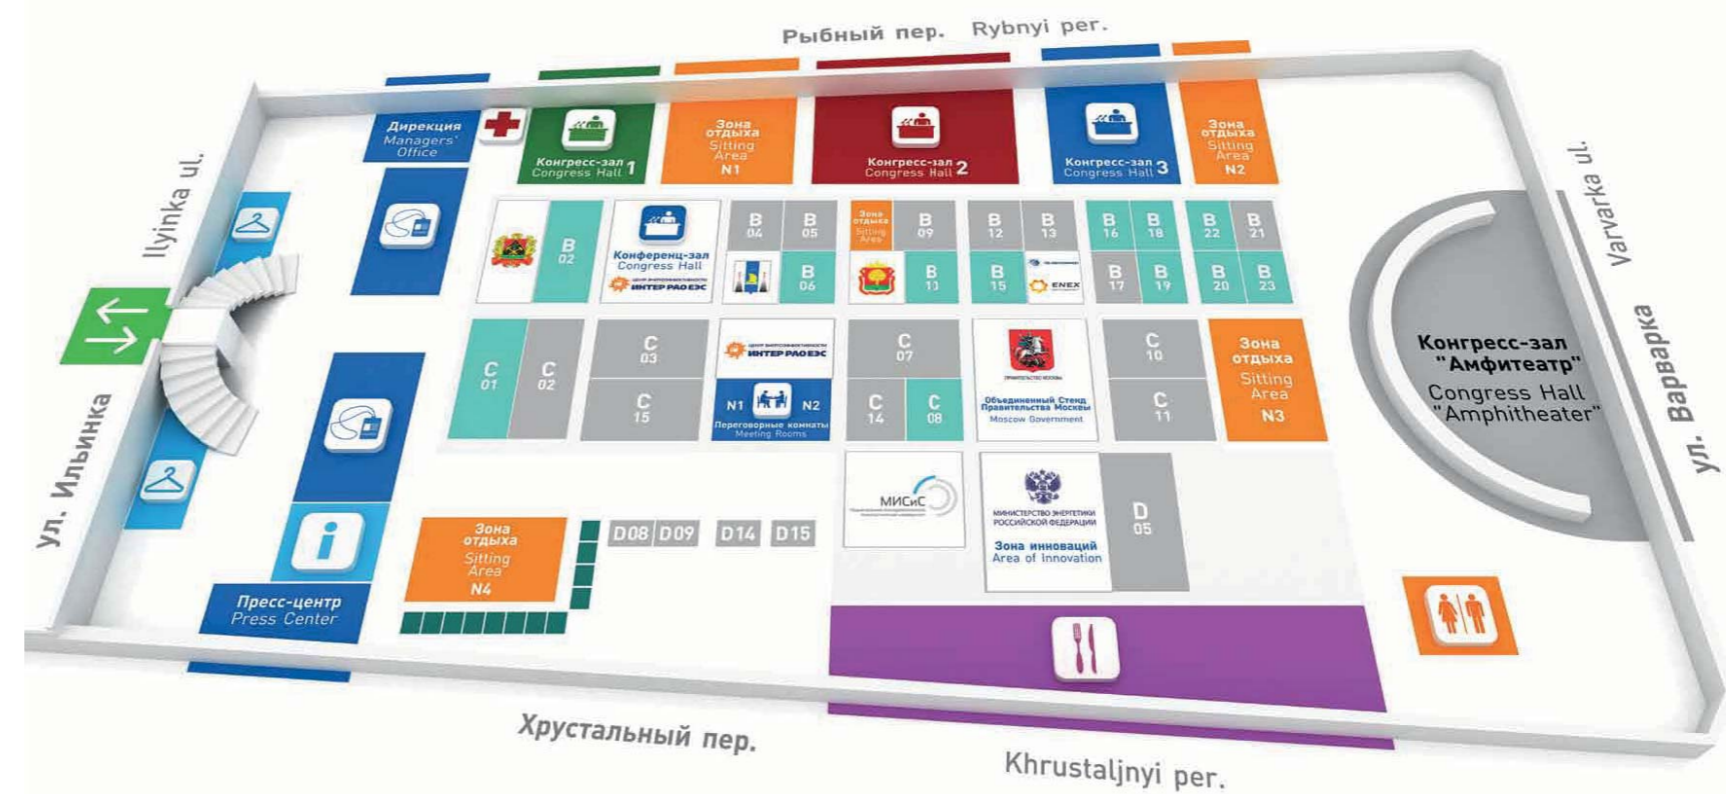 Рыбный пер. Rybnyi per.
Ilyinka ul.
ул. Ильинка
Varvarka ul.
ул. Варварка
Хрустальный пер.
Khrustaljnyi per.
Дирекция
Managers'
Office
Конгресс-зал
Congress Hall 1
Зона
отдыха
Sitting
Area
N1
Конгресс-зал
Congress Hall 2
Конгресс-зал
Congress Hall 3
Зона
отдыха
Sitting
Area
N2
B
02
Конференц-зал
Congress Hall
ИНТЕР РАО ЕЭС
B
04
B
05
B
06
Зона
отдыха
Sitting
Area
B
09
B
12
B
13
B
15
ENEX
B
16
B
18
B
17
B
19
B
22
B
21
B
20
B
23
C
01
C
02
C
03
C
15
ЦЕНТР ЭНЕРГОЭФФЕКТИВНОСТИ
ИНТЕР РАО ЕЭС
N1 N2
Переговорные комнаты
Meeting Rooms
C
07
C
14
C
08
ПРАВИТЕЛЬСТВО МОСКВЫ
Объединенный Стенд
Правительства Москвы
Moscow Government
C
10
C
11
Зона
отдыха
Sitting
Area
N3
Конгресс-зал
"Амфитеатр"
Congress Hall
"Amphitheater"
МИСиС
МИНИСТЕРСТВО ЭНЕРГЕТИКИ
РОССИЙСКОЙ ФЕДЕРАЦИИ
Зона инноваций
Area of Innovation
D
05
Зона
отдыха
Sitting
Area
N4
D08 D09 D14 D15
i
Пресс-центр
Press Center